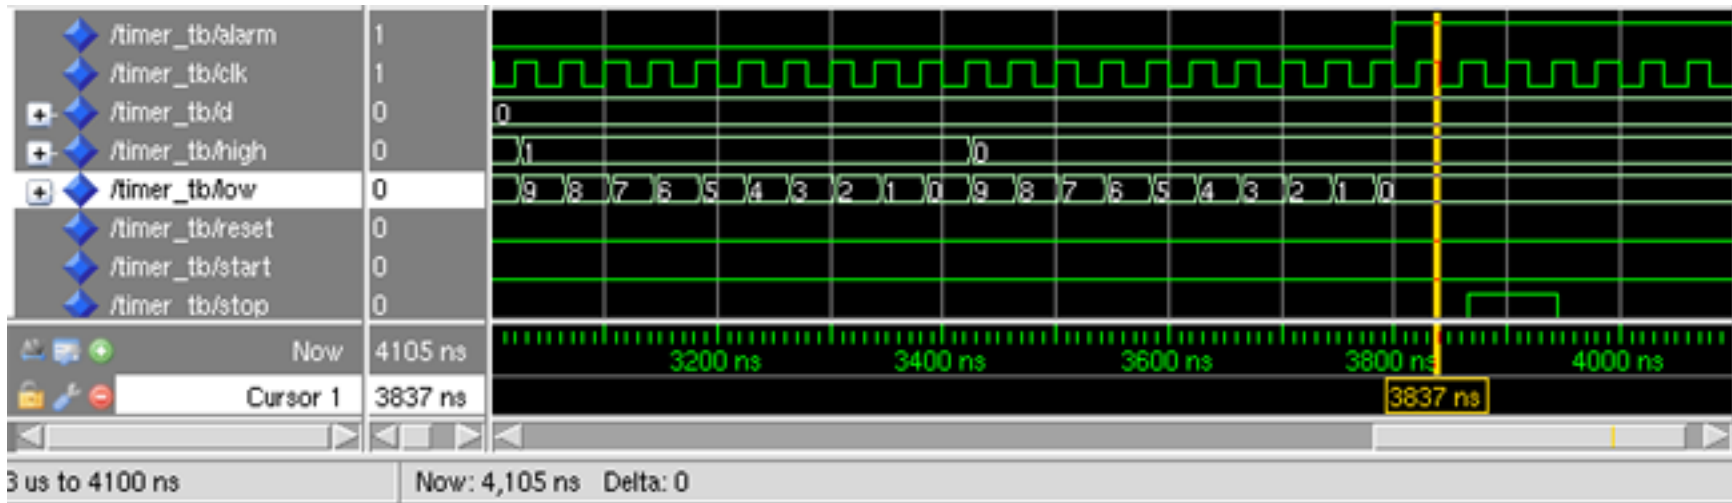 /timer_tb/alarm 1
/timer_tb/clk 1
/timer_tb/d 0 0
/timer_tb/high 0 1 0
/timer_tb/low 0 9 8 7 6 5 4 3 2 1 0 9 8 7 6 5 4 3 2 1 0
/timer_tb/reset 0
/timer_tb/start 0
/timer_tb/stop 0
Now 4105 ns 3200 ns 3400 ns 3600 ns 3800 ns 4000 ns
Cursor 1 3837 ns 3837 ns
3 us to 4100 ns Now: 4,105 ns Delta: 0